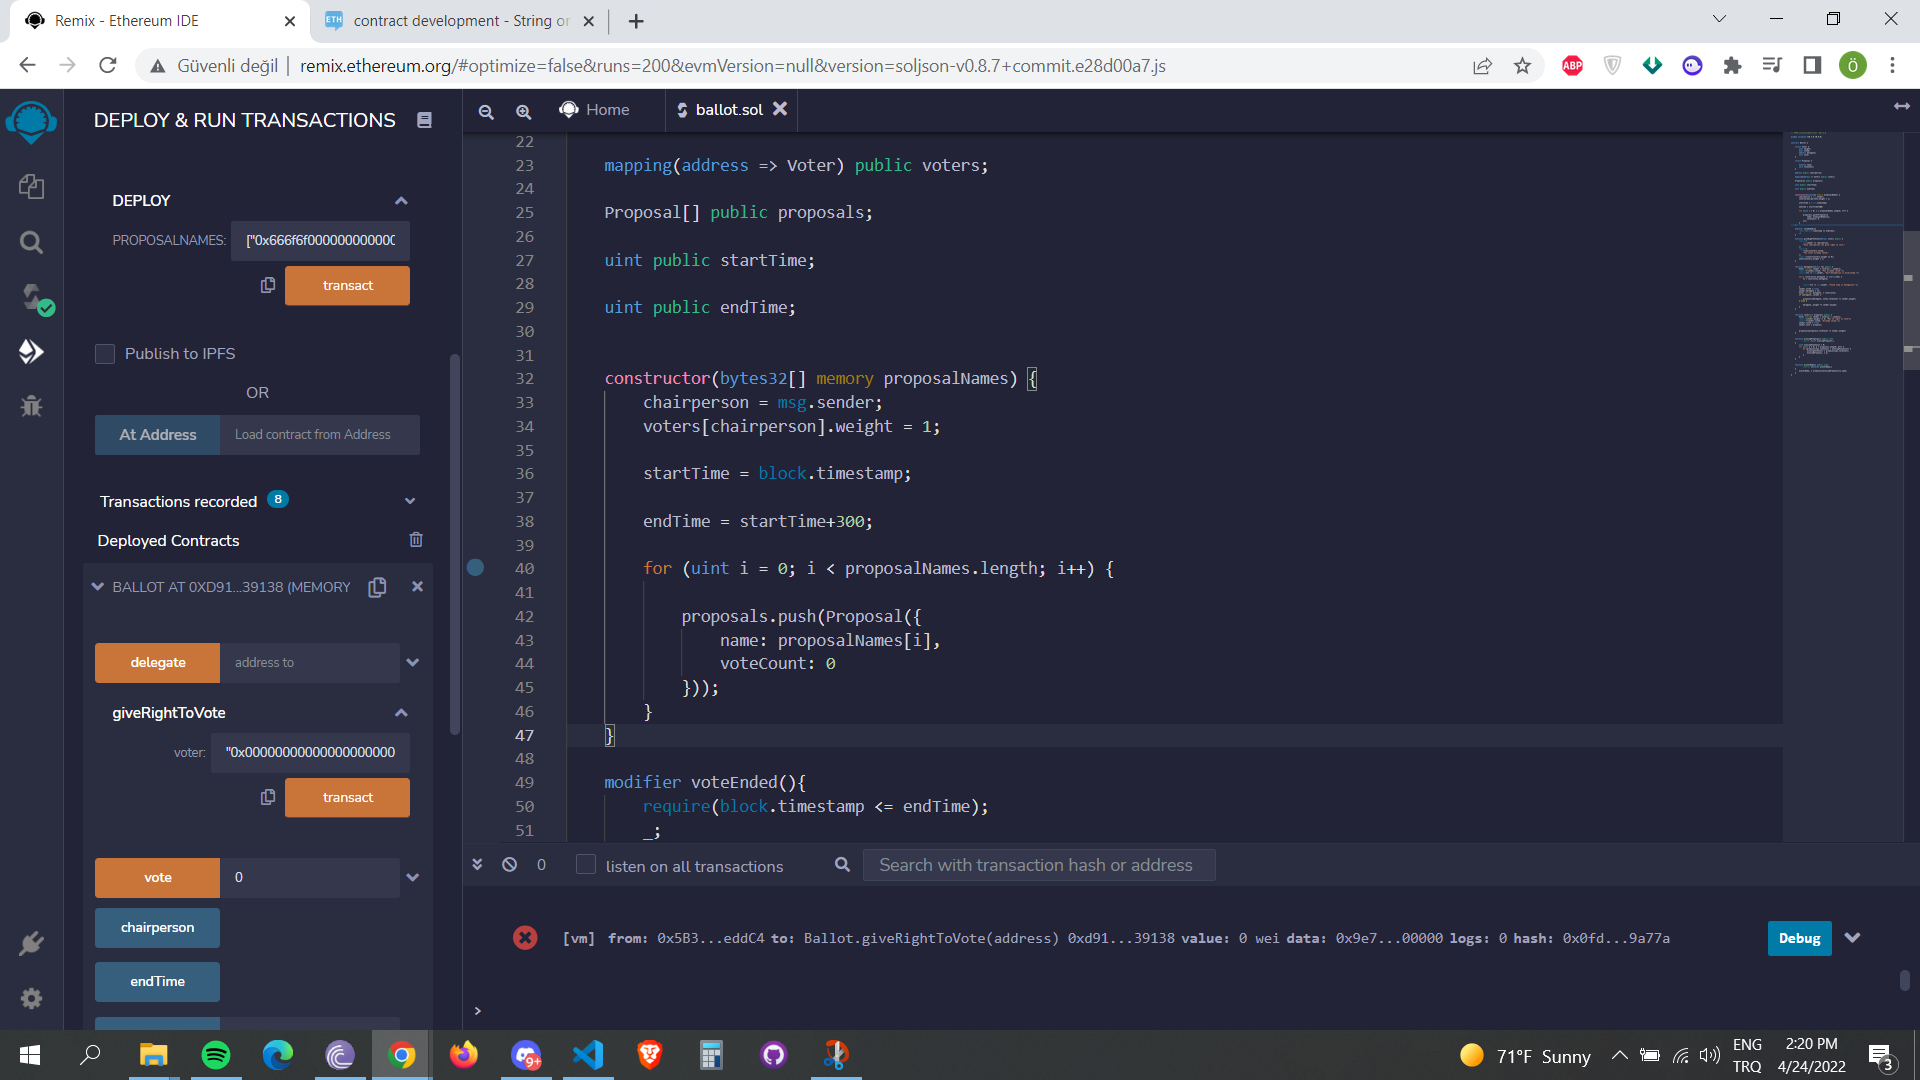 Remix - Ethereum IDE
contract development - String or
Güvenli değil | remix.ethereum.org/#optimize=false&runs=200&evmVersion=null&version=soljson-v0.8.7+commit.e28d00a7.js
ABP
Ö
DEPLOY & RUN TRANSACTIONS
DEPLOY
PROPOSALNAMES: ["0x666f6f0000000000000
transact
Publish to IPFS
OR
At Address Load contract from Address
Transactions recorded 8
Deployed Contracts
BALLOT AT 0XD91...39138 (MEMORY
delegate address to
giveRightToVote
voter: "0x00000000000000000000
transact
vote 0
chairperson
endTime
Home
ballot.sol
22
23 mapping(address => Voter) public voters;
24
25 Proposal[] public proposals;
26
27 uint public startTime;
28
29 uint public endTime;
30
31
32 constructor(bytes32[] memory proposalNames) {
33 chairperson = msg.sender;
34 voters[chairperson].weight = 1;
35
36 startTime = block.timestamp;
37
38 endTime = startTime+300;
39
40 for (uint i = 0; i < proposalNames.length; i++) {
41
42 proposals.push(Proposal({
43 name: proposalNames[i],
44 voteCount: 0
45 }));
46 }
47 }
48
49 modifier voteEnded(){
50 require(block.timestamp <= endTime);
51 _;
0 listen on all transactions Search with transaction hash or address
[vm] from: 0x5B3...eddC4 to: Ballot.giveRightToVote(address) 0xd91...39138 value: 0 wei data: 0x9e7...00000 logs: 0 hash: 0x0fd...9a77a
Debug
>
9+
71°F Sunny
ENG
TRQ
2:20 PM
4/24/2022
3